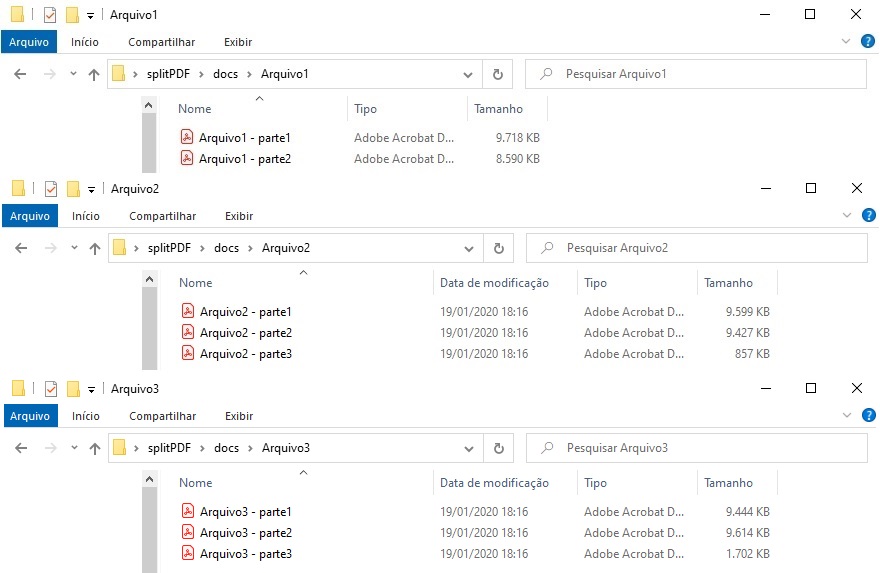 Arquivo1
Arquivo Início Compartilhar Exibir
splitPDF > docs > Arquivo1 Pesquisar Arquivo1
Nome Tipo Tamanho
Arquivo1 - parte1 Adobe Acrobat D... 9.718 KB
Arquivo1 - parte2 Adobe Acrobat D... 8.590 KB
Arquivo2
Arquivo Início Compartilhar Exibir
splitPDF > docs > Arquivo2 Pesquisar Arquivo2
Nome Data de modificação Tipo Tamanho
Arquivo2 - parte1 19/01/2020 18:16 Adobe Acrobat D... 9.599 KB
Arquivo2 - parte2 19/01/2020 18:16 Adobe Acrobat D... 9.427 KB
Arquivo2 - parte3 19/01/2020 18:16 Adobe Acrobat D... 857 KB
Arquivo3
Arquivo Início Compartilhar Exibir
splitPDF > docs > Arquivo3 Pesquisar Arquivo3
Nome Data de modificação Tipo Tamanho
Arquivo3 - parte1 19/01/2020 18:16 Adobe Acrobat D... 9.444 KB
Arquivo3 - parte2 19/01/2020 18:16 Adobe Acrobat D... 9.614 KB
Arquivo3 - parte3 19/01/2020 18:16 Adobe Acrobat D... 1.702 KB